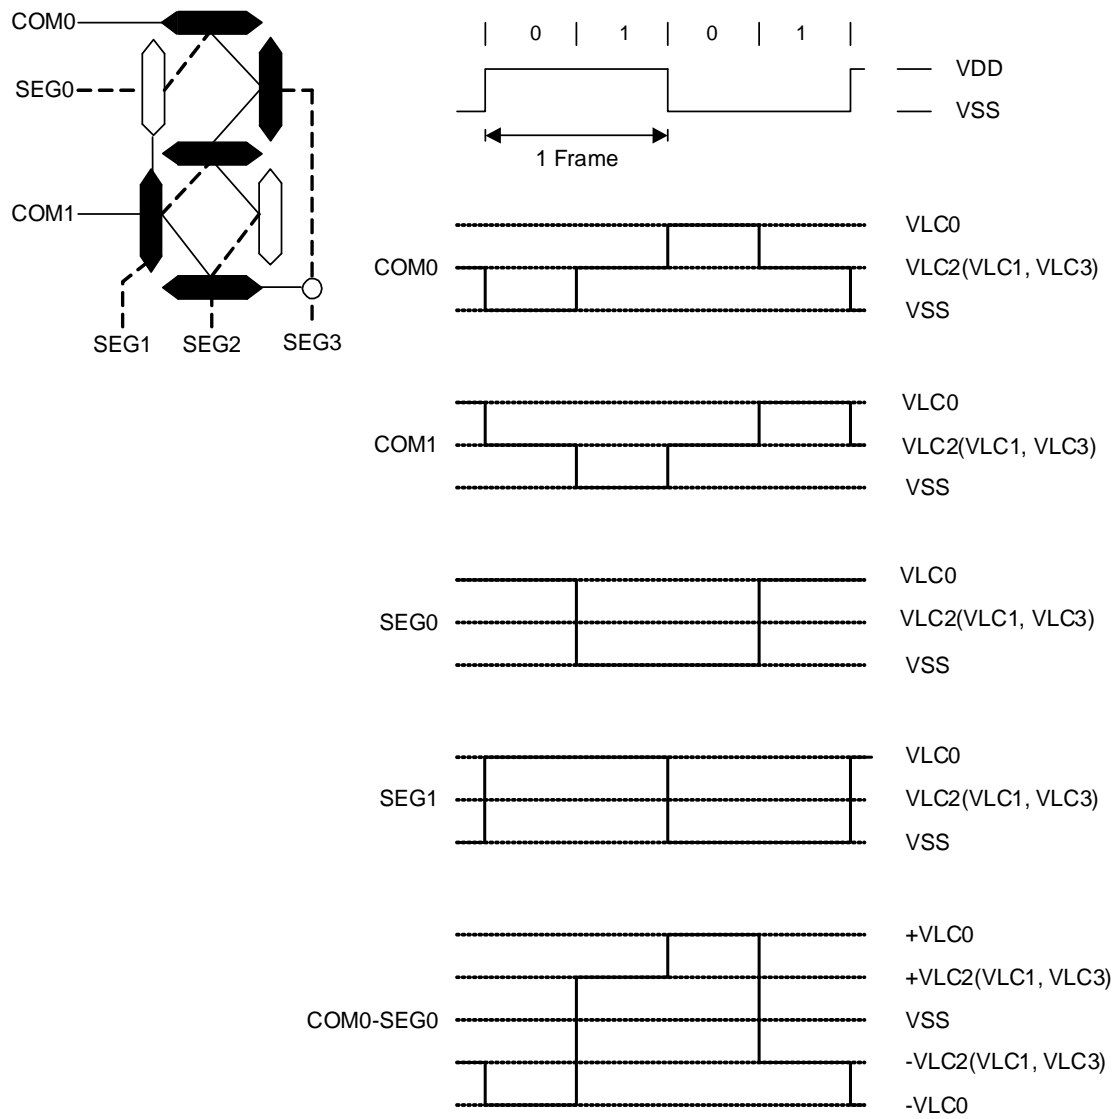 COM0
SEG0
COM1
SEG1 SEG2 SEG3
| 0 | 1 | 0 | 1 |
VDD
VSS
1 Frame
COM0
VLC0
VLC2(VLC1, VLC3)
VSS
COM1
VLC0
VLC2(VLC1, VLC3)
VSS
SEG0
VLC0
VLC2(VLC1, VLC3)
VSS
SEG1
VLC0
VLC2(VLC1, VLC3)
VSS
COM0-SEG0
+VLC0
+VLC2(VLC1, VLC3)
VSS
-VLC2(VLC1, VLC3)
-VLC0